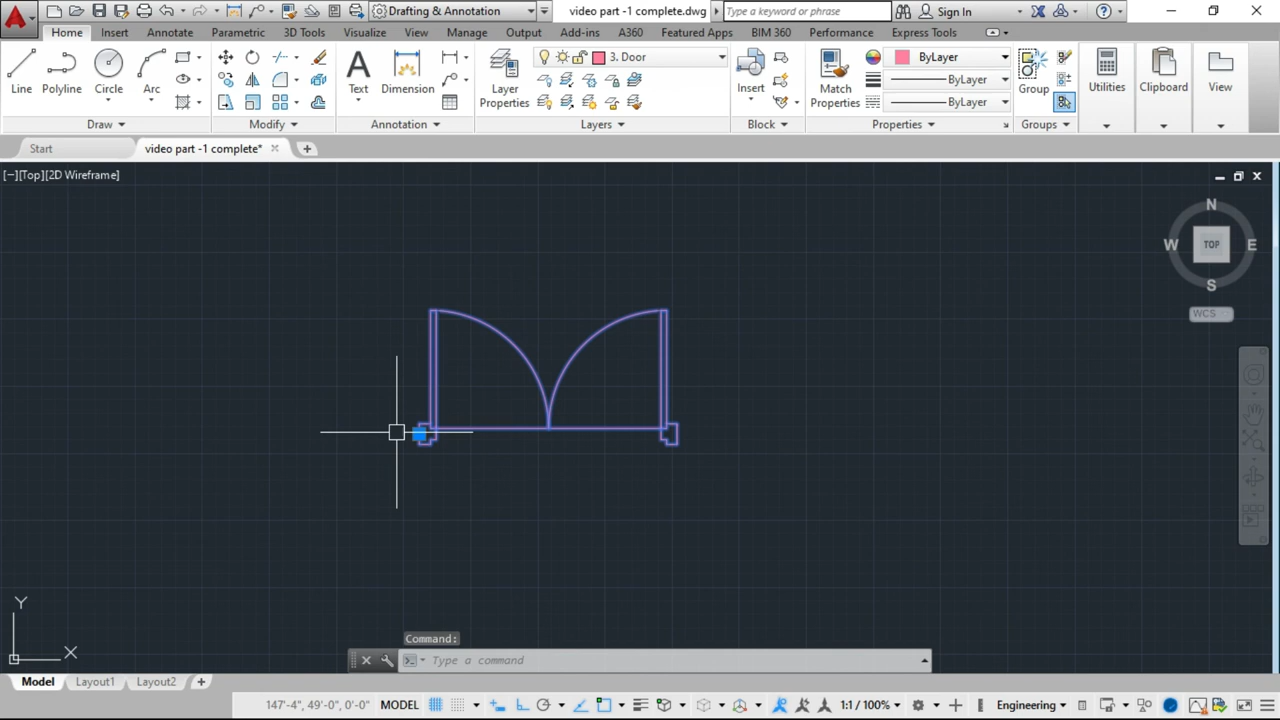 Drafting & Annotation
video part -1 complete.dwg
Type a keyword or phrase
Sign In
Home
Insert
Annotate
Parametric
3D Tools
Visualize
View
Manage
Output
Add-ins
A360
Featured Apps
BIM 360
Performance
Express Tools
Line
Polyline
Circle
Arc
Text
Dimension
Layer
Properties
3. Door
Insert
Match
Properties
ByLayer
ByLayer
ByLayer
Group
Utilities
Clipboard
View
Draw
Modify
Annotation
Layers
Block
Properties
Groups
Start
video part -1 complete*
[−][Top][2D Wireframe]
N
W
TOP
E
S
WCS
Y
X
Command:
Type a command
Model
Layout1
Layout2
147'-4", 49'-0", 0'-0"
MODEL
1:1 / 100%
Engineering